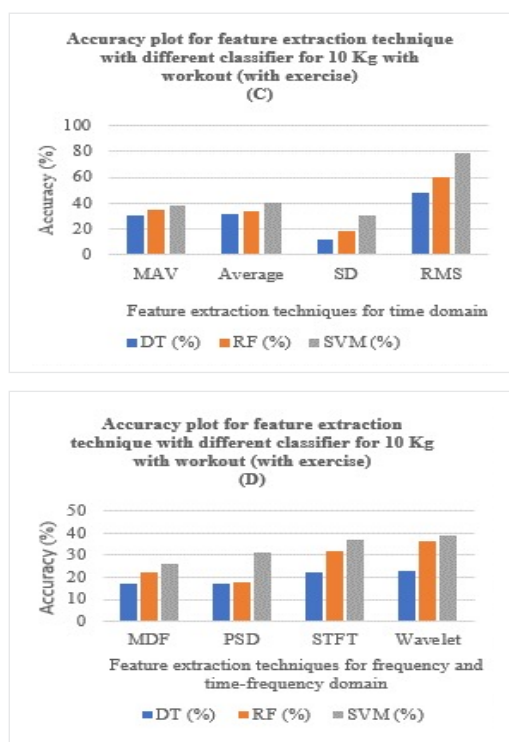 Accuracy plot for feature extraction technique
with different classifier for 10 Kg with
workout (with exercise)
(C)
100
80
60
40
20
0
Accuracy (%)
MAV Average SD RMS
Feature extraction techniques for time domain
DT (%) RF (%) SVM (%)
Accuracy plot for feature extraction
technique with different classifier for 10 Kg
with workout (with exercise)
(D)
50
40
30
20
10
0
Accuracy (%)
MDF PSD STFT Wavelet
Feature extraction techniques for frequency and
time-frequency domain
DT (%) RF (%) SVM (%)